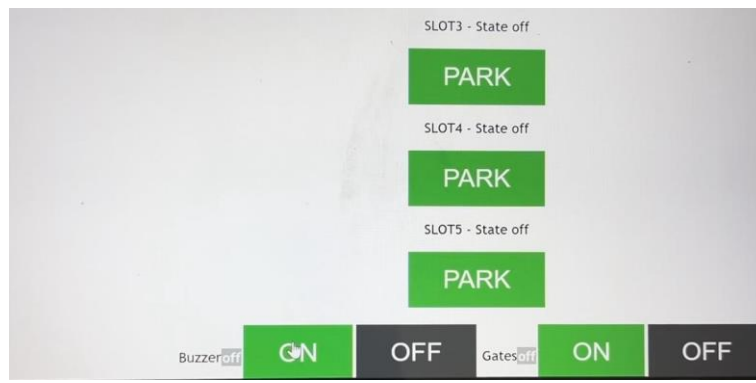 SLOT3 - State off
PARK
SLOT4 - State off
PARK
SLOT5 - State off
PARK
Buzzer off ON OFF Gates off ON OFF